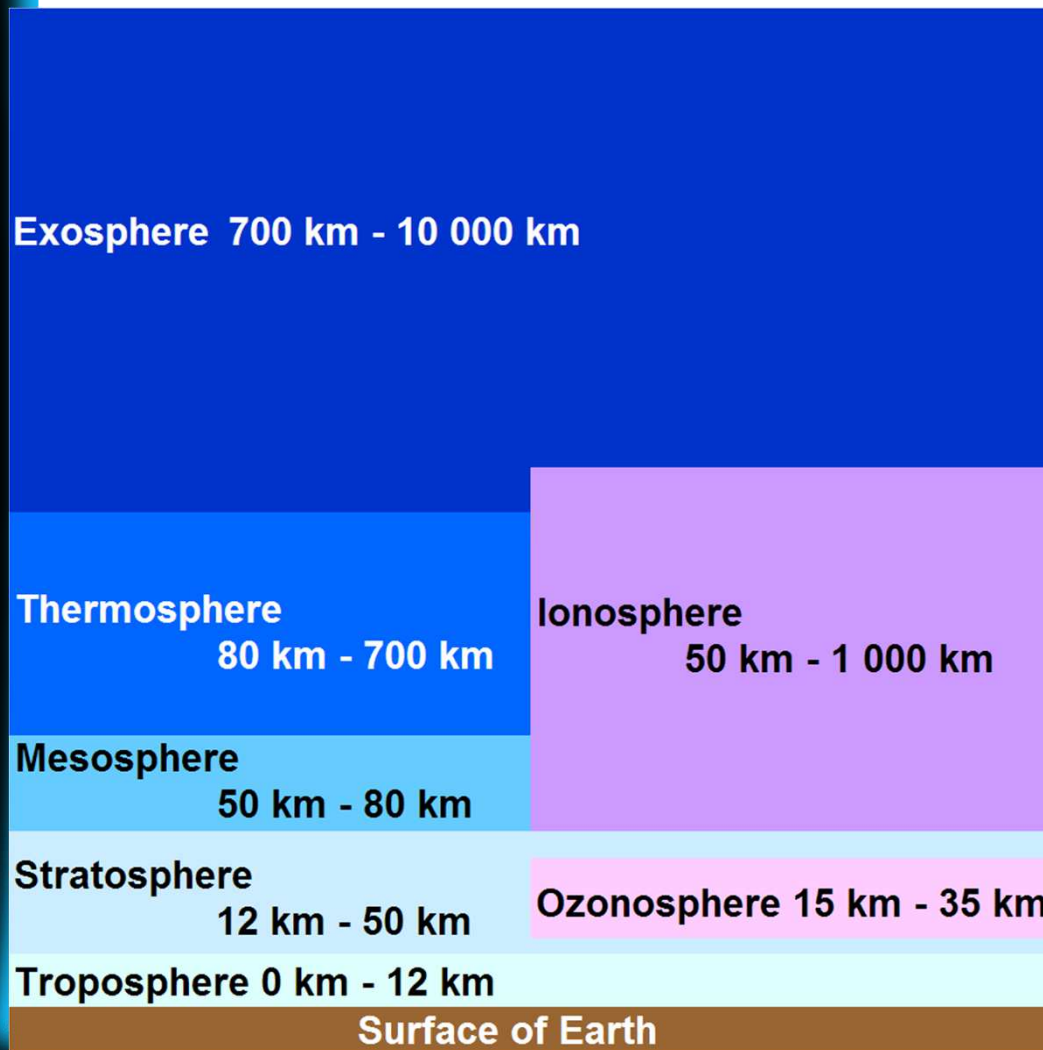 Exosphere 700 km - 10 000 km
Thermosphere
80 km - 700 km
Ionosphere
50 km - 1 000 km
Mesosphere
50 km - 80 km
Stratosphere
12 km - 50 km
Ozonosphere 15 km - 35 km
Troposphere 0 km - 12 km
Surface of Earth